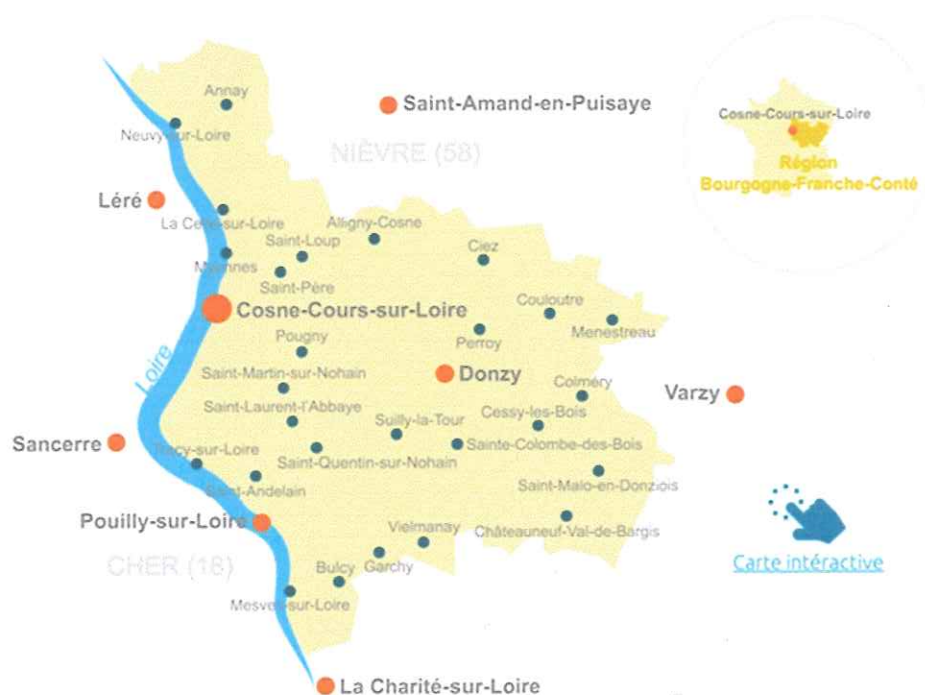 Annay
Saint-Amand-en-Puisaye
Neuvy-sur-Loire
NIÈVRE (58)
Cosne-Cours-sur-Loire
Région
Bourgogne-Franche-Conté
Léré
La Celle-sur-Loire
Alligny-Cosne
Saint-Loup
Ciez
Myennes
Saint-Père
Cosne-Cours-sur-Loire
Couloutre
Menestreau
Perroy
Pougny
Loire
Saint-Martin-sur-Nohain
Donzy
Colméry
Varzy
Saint-Laurent-l'Abbaye
Suilly-la-Tour
Cessy-les-Bois
Sancerre
Tracy-sur-Loire
Sainte-Colombe-des-Bois
Saint-Quentin-sur-Nohain
Saint-Andelain
Saint-Malo-en-Donziois
Pouilly-sur-Loire
Vielmanay
Châteauneuf-Val-de-Bargis
CHER (18)
Bulcy
Garchy
Carte intéractive
Mesves-sur-Loire
La Charité-sur-Loire